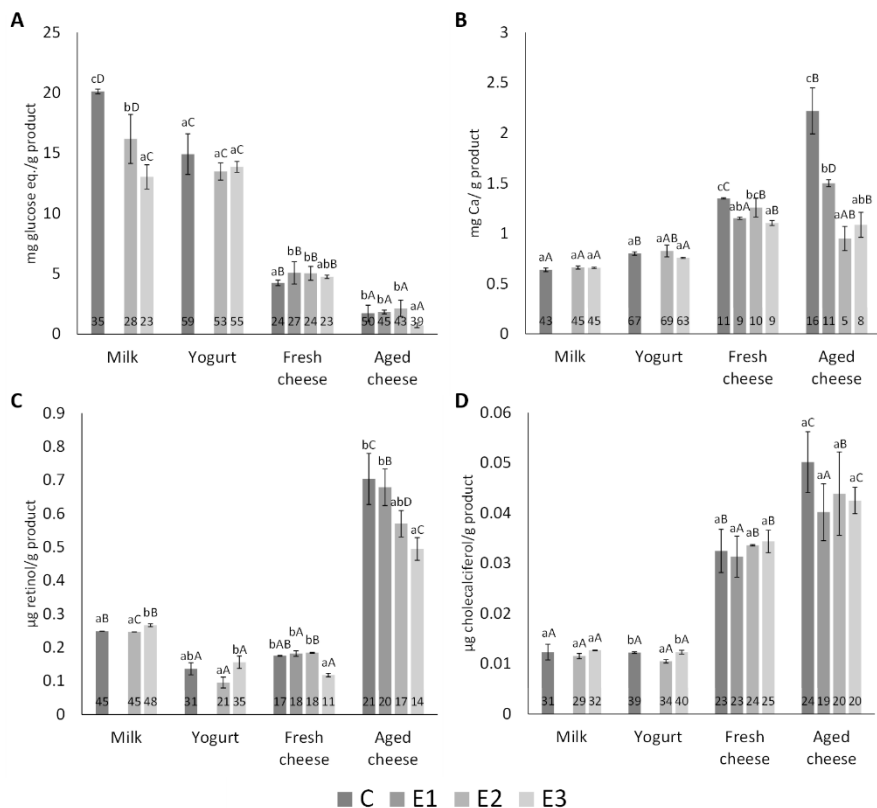 A
mg glucose eq./g product
25
20
15
10
5
0
cD
bD
aC
aC
aC
aC
aB
bB
bB
abB
bA
bA
bA
aA
35 28 23 59 53 55 24 27 24 23 50 45 43 39
Milk Yogurt Fresh Aged
cheese cheese
B
mg Ca/ g product
3
2.5
2
1.5
1
0.5
0
aA
aA
aA
aB
aAB
aA
cC
abA
bcB
aB
cB
bD
aAB
abB
43 45 45 67 69 63 11 9 10 9 16 11 5 8
Milk Yogurt Fresh Aged
cheese cheese
C
µg retinol/g product
0.9
0.8
0.7
0.6
0.5
0.4
0.3
0.2
0.1
0
aB
aC
bB
abA
aA
bA
bAB
bA
bB
aA
bC
bB
abD
aC
45 45 48 31 21 35 17 18 18 11 21 20 17 14
Milk Yogurt Fresh Aged
cheese cheese
D
µg cholecalciferol/g product
0.06
0.05
0.04
0.03
0.02
0.01
0
aA
aA
aA
bA
aA
bA
aB
aA
aB
aB
aC
aA
aB
aC
31 29 32 39 34 40 23 23 24 25 24 19 20 20
Milk Yogurt Fresh Aged
cheese cheese
C E1 E2 E3